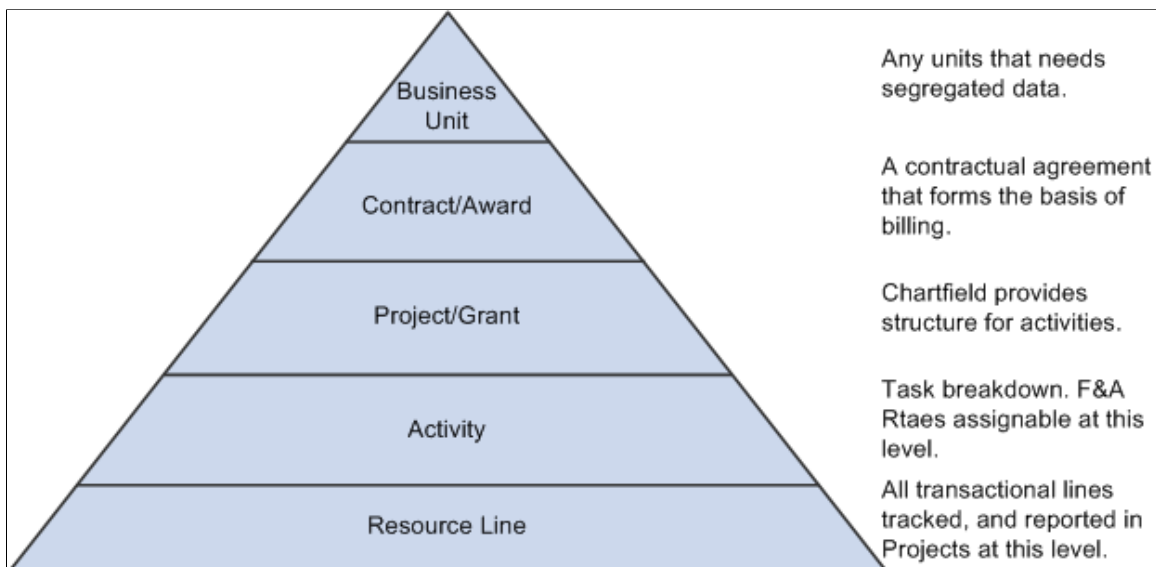 Business
Unit
Any units that needs
segregated data.
Contract/Award
A contractual agreement
that forms the basis of
billing.
Project/Grant
Chartfield provides
structure for activities.
Activity
Task breakdown. F&A
Rtaes assignable at this
level.
Resource Line
All transactional lines
tracked, and reported in
Projects at this level.